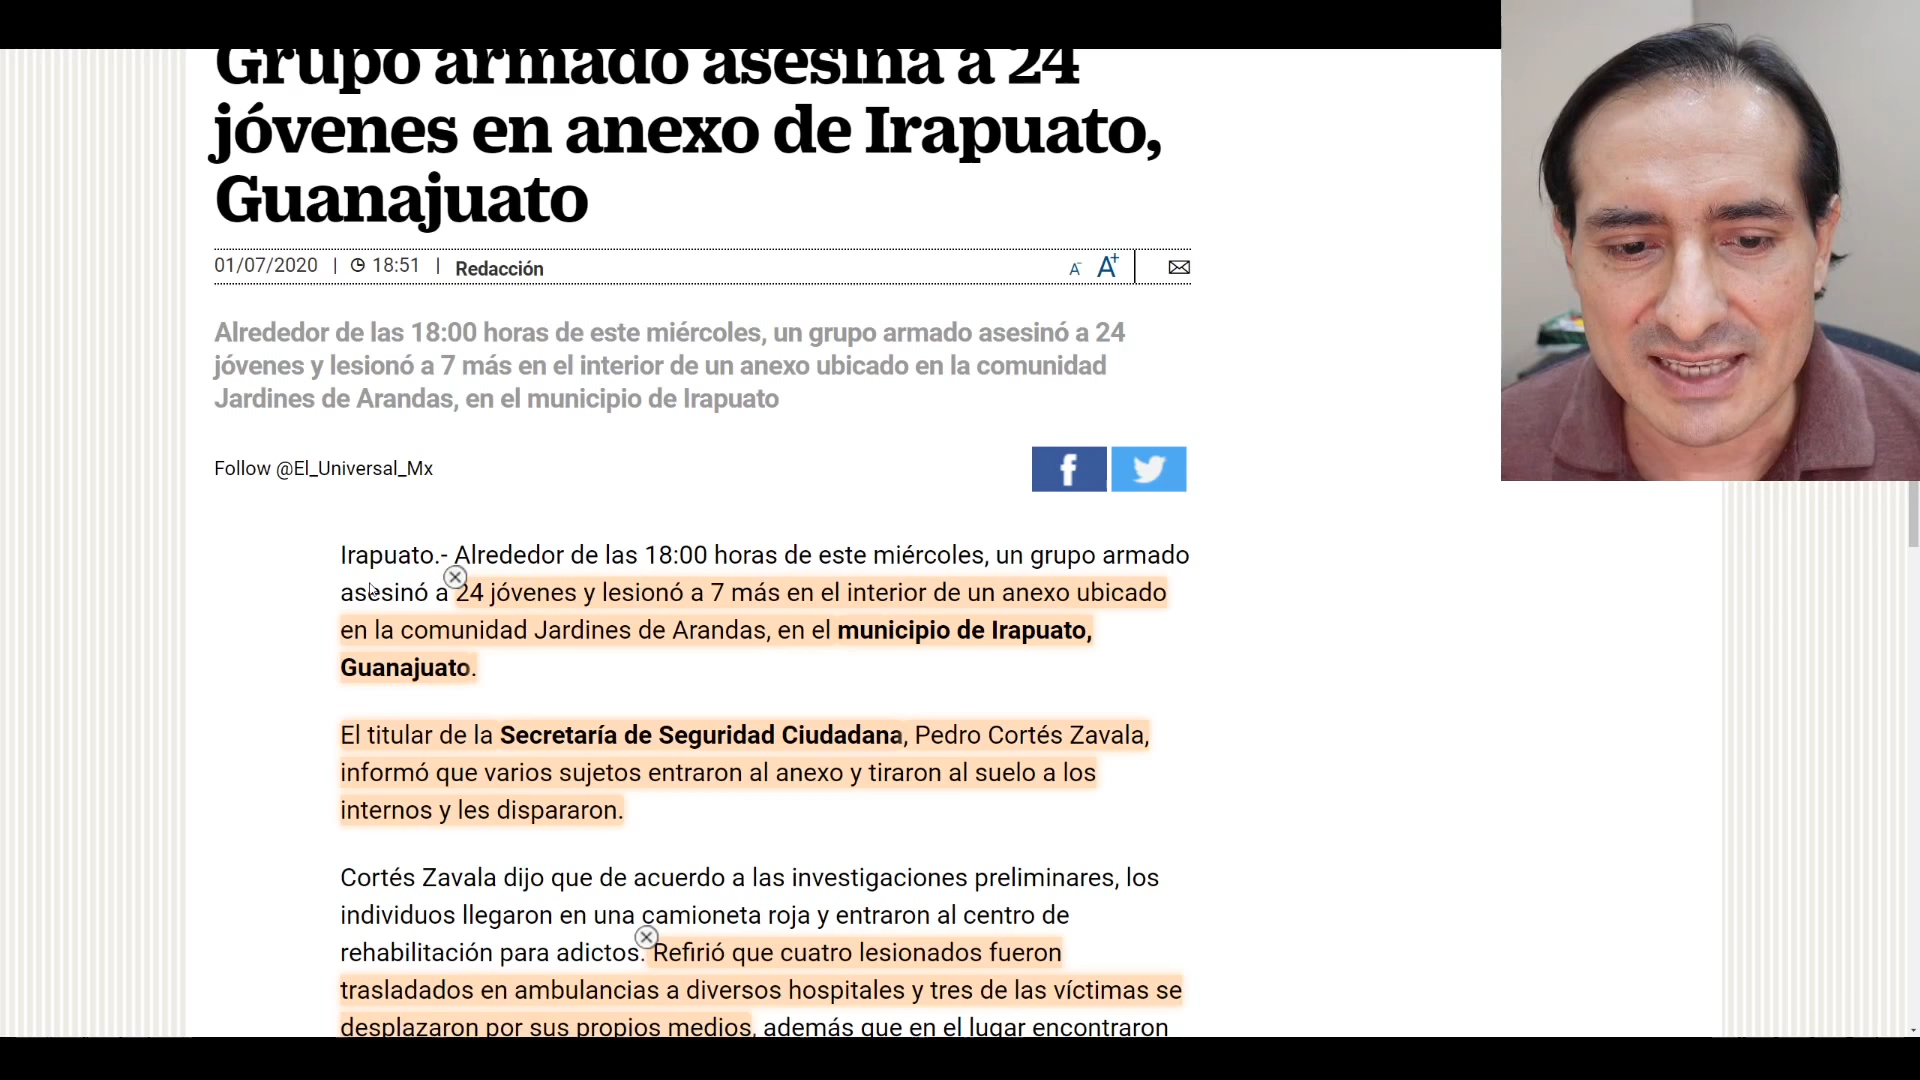 Grupo armado asesina a 24
jóvenes en anexo de Irapuato,
Guanajuato
01/07/2020 | 18:51 | Redacción A- A+
Alrededor de las 18:00 horas de este miércoles, un grupo armado asesinó a 24
jóvenes y lesionó a 7 más en el interior de un anexo ubicado en la comunidad
Jardines de Arandas, en el municipio de Irapuato
Follow @El_Universal_Mx
f
Irapuato.- Alrededor de las 18:00 horas de este miércoles, un grupo armado
asesinó a 24 jóvenes y lesionó a 7 más en el interior de un anexo ubicado
en la comunidad Jardines de Arandas, en el municipio de Irapuato,
Guanajuato.
El titular de la Secretaría de Seguridad Ciudadana, Pedro Cortés Zavala,
informó que varios sujetos entraron al anexo y tiraron al suelo a los
internos y les dispararon.
Cortés Zavala dijo que de acuerdo a las investigaciones preliminares, los
individuos llegaron en una camioneta roja y entraron al centro de
rehabilitación para adictos. Refirió que cuatro lesionados fueron
trasladados en ambulancias a diversos hospitales y tres de las víctimas se
desplazaron por sus propios medios, además que en el lugar encontraron